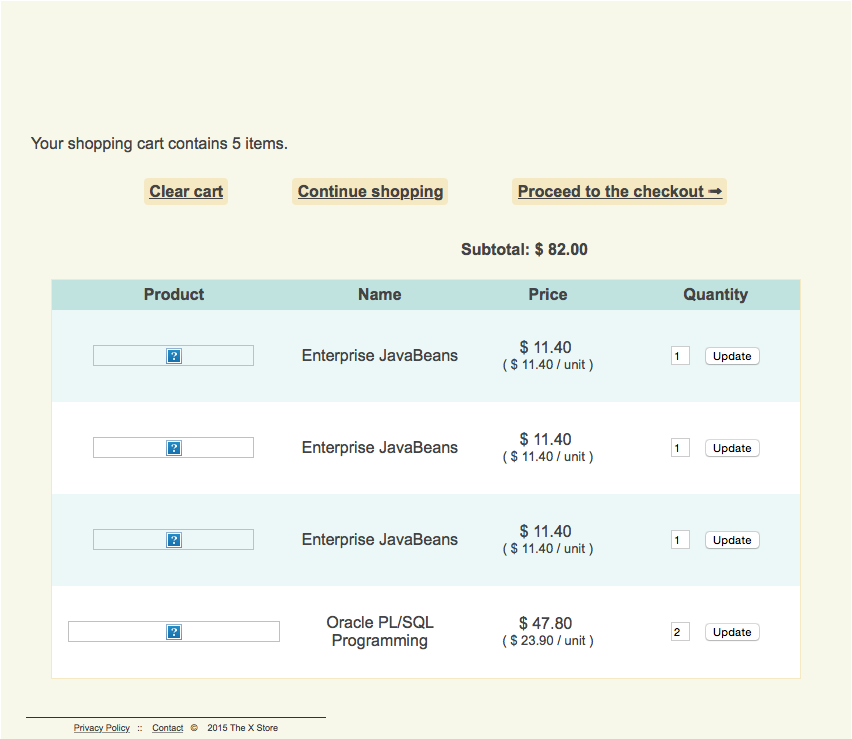 Your shopping cart contains 5 items.
Clear cart Continue shopping Proceed to the checkout ➞
Subtotal: $ 82.00
Product Name Price Quantity
Enterprise JavaBeans $ 11.40 1 Update
( $ 11.40 / unit )
Enterprise JavaBeans $ 11.40 1 Update
( $ 11.40 / unit )
Enterprise JavaBeans $ 11.40 1 Update
( $ 11.40 / unit )
Oracle PL/SQL $ 47.80 2 Update
Programming ( $ 23.90 / unit )
Privacy Policy :: Contact © 2015 The X Store